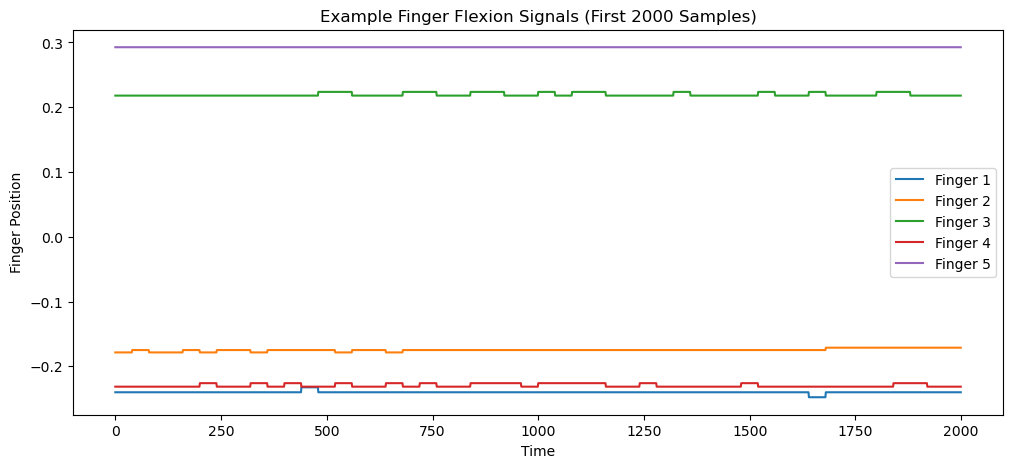 Example Finger Flexion Signals (First 2000 Samples)
0.3
0.2
0.1
0.0
−0.1
−0.2
Finger Position
Finger 1
Finger 2
Finger 3
Finger 4
Finger 5
0 250 500 750 1000 1250 1500 1750 2000
Time